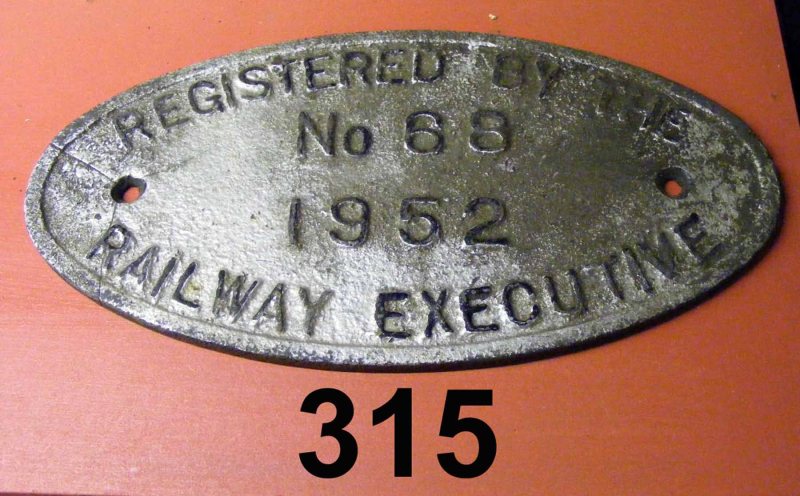 REGISTERED BY THE
No 68
1952
RAILWAY EXECUTIVE
315